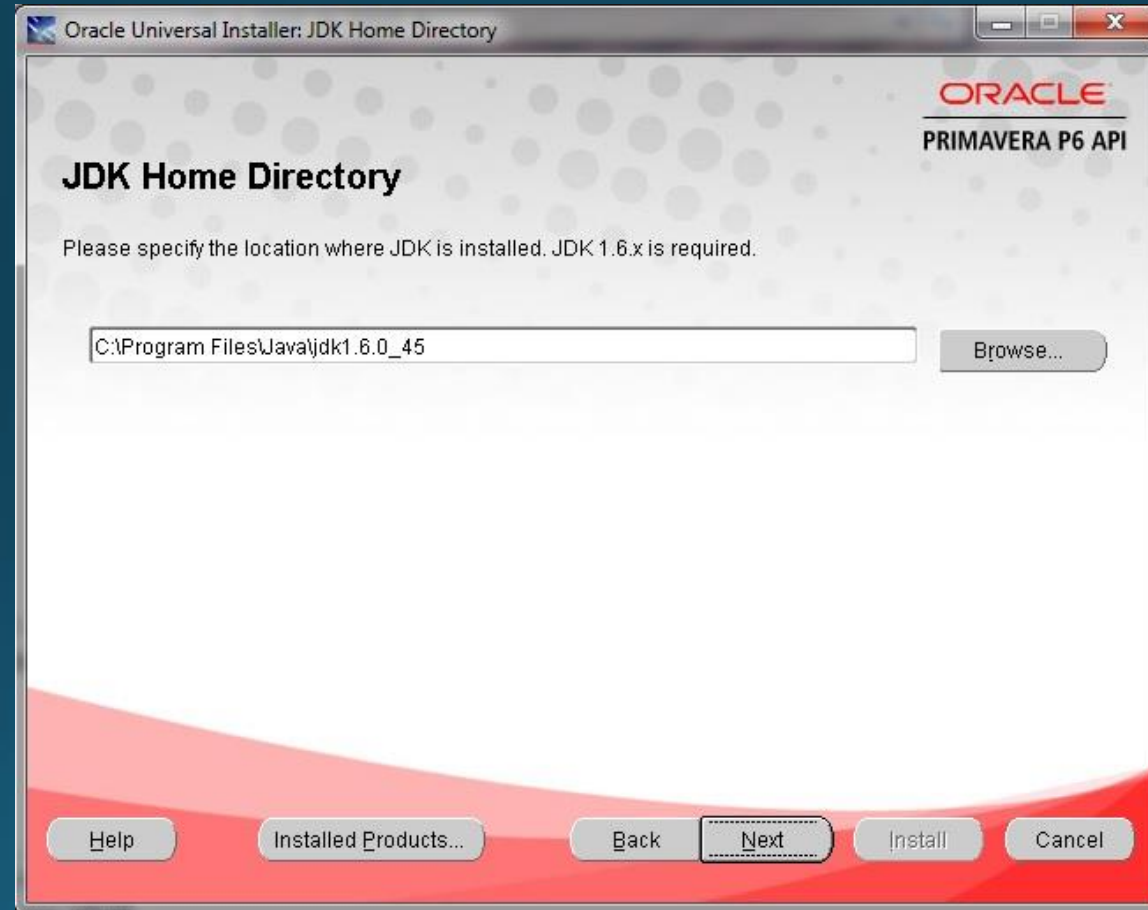 Oracle Universal Installer: JDK Home Directory
ORACLE
PRIMAVERA P6 API
JDK Home Directory
Please specify the location where JDK is installed. JDK 1.6.x is required.
C:\Program Files\Java\jdk1.6.0_45
Browse...
Help
Installed Products...
Back
Next
Install
Cancel